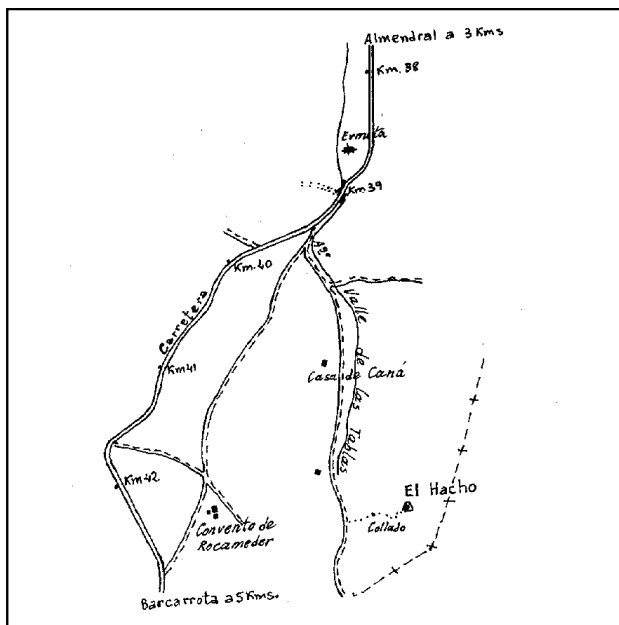 Almendral a 3 Kms
Km. 38
Ermita
Km 39
Km. 40
Ago
Carretera
Valle de las Tablas
Km 41
Casa de Caná
Km 42
El Hacho
Collado
Convento de
Rocameder
Barcarrota a 5 Kms.